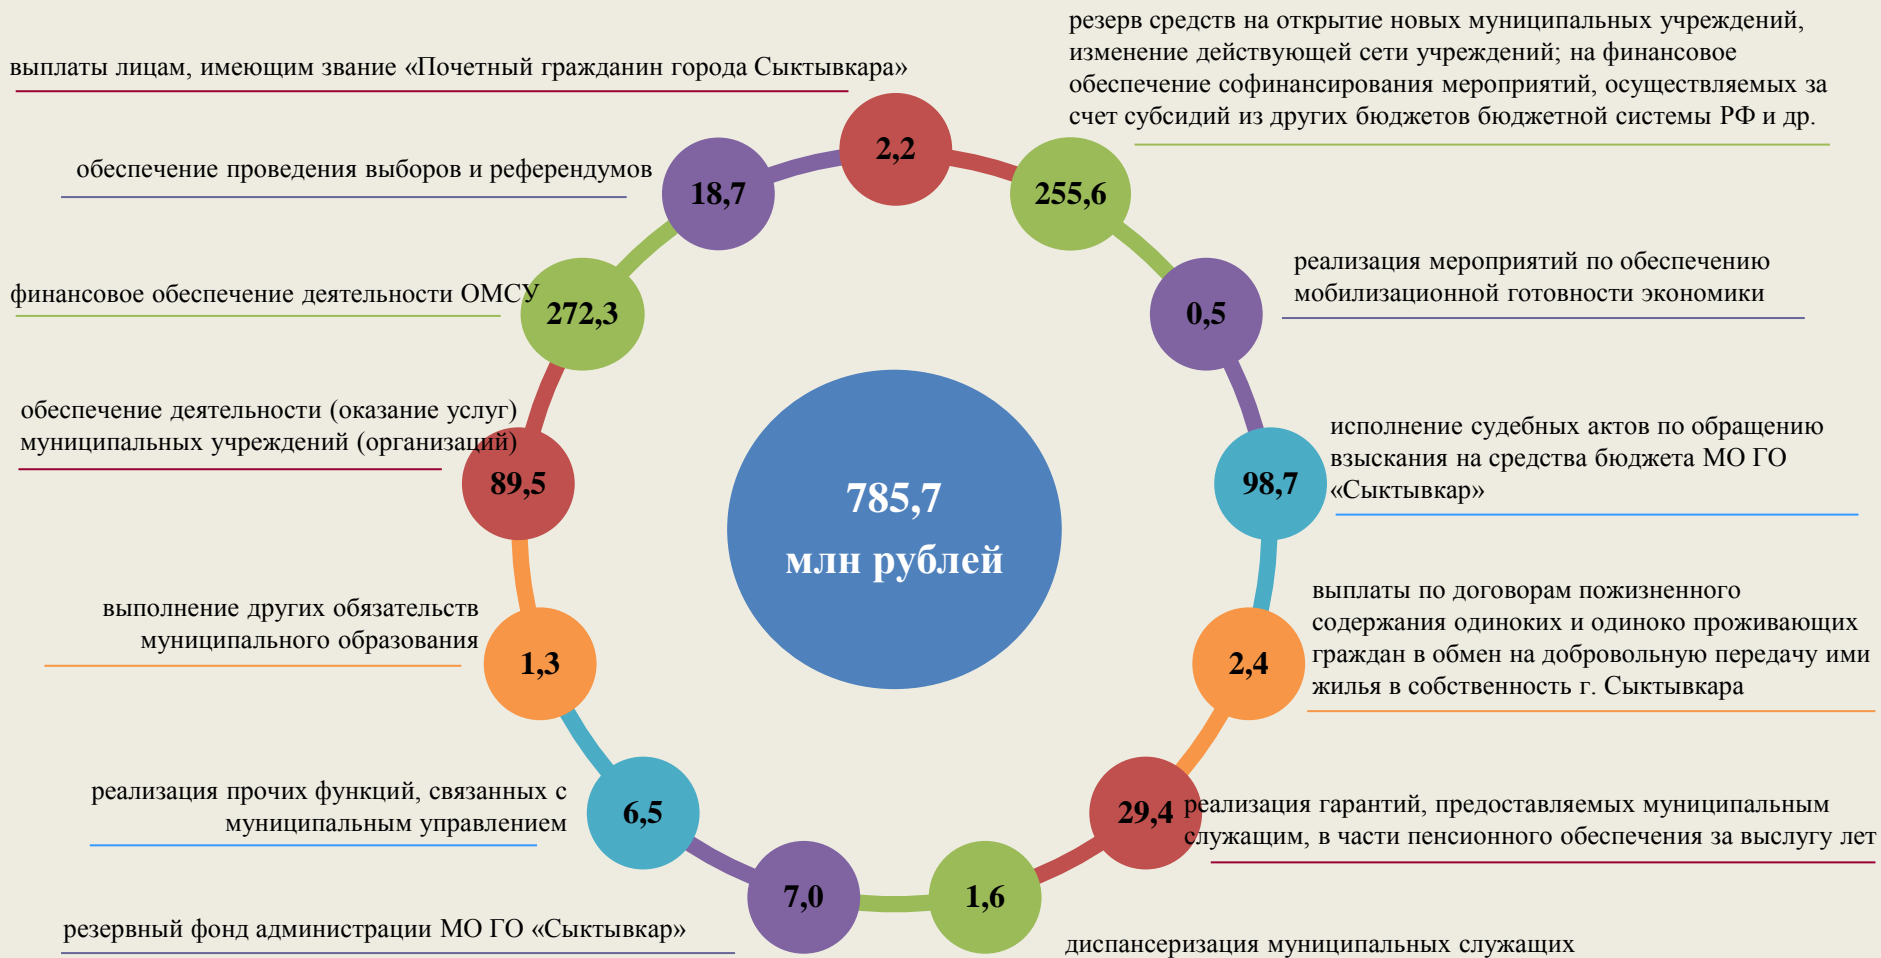 выплаты лицам, имеющим звание «Почетный гражданин города Сыктывкара»
2,2
резерв средств на открытие новых муниципальных учреждений,
изменение действующей сети учреждений; на финансовое
обеспечение софинансирования мероприятий, осуществляемых за
счет субсидий из других бюджетов бюджетной системы РФ и др.
255,6
реализация мероприятий по обеспечению
мобилизационной готовности экономики
0,5
исполнение судебных актов по обращению
взыскания на средства бюджета МО ГО
«Сыктывкар»
98,7
выплаты по договорам пожизненного
содержания одиноких и одиноко проживающих
граждан в обмен на добровольную передачу ими
жилья в собственность г. Сыктывкара
2,4
реализация гарантий, предоставляемых муниципальным
служащим, в части пенсионного обеспечения за выслугу лет
29,4
диспансеризация муниципальных служащих
1,6
резервный фонд администрации МО ГО «Сыктывкар»
7,0
реализация прочих функций, связанных с
муниципальным управлением
6,5
выполнение других обязательств
муниципального образования
1,3
обеспечение деятельности (оказание услуг)
муниципальных учреждений (организаций)
89,5
финансовое обеспечение деятельности ОМСУ
272,3
обеспечение проведения выборов и референдумов
18,7
785,7
млн рублей